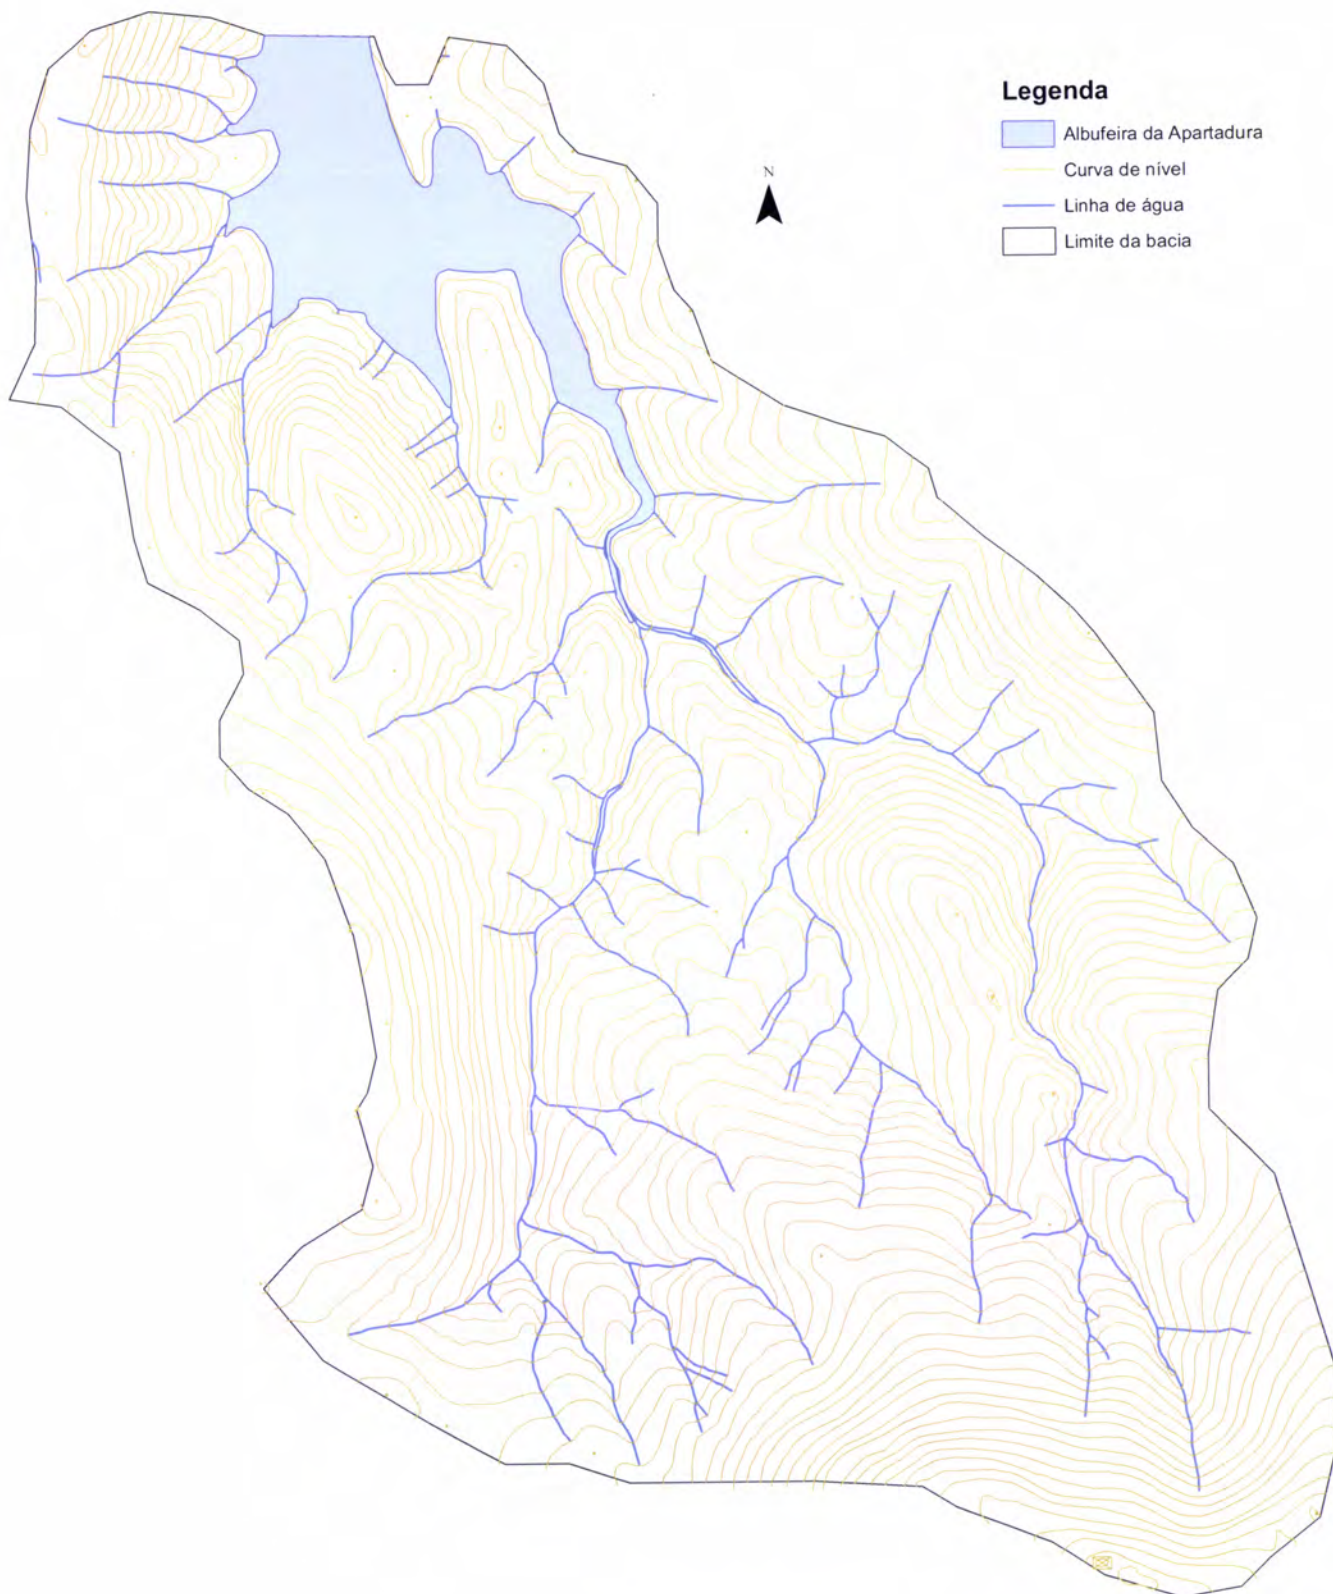 Legenda
Albufeira da Apartadura
Curva de nível
Linha de água
Limite da bacia
N